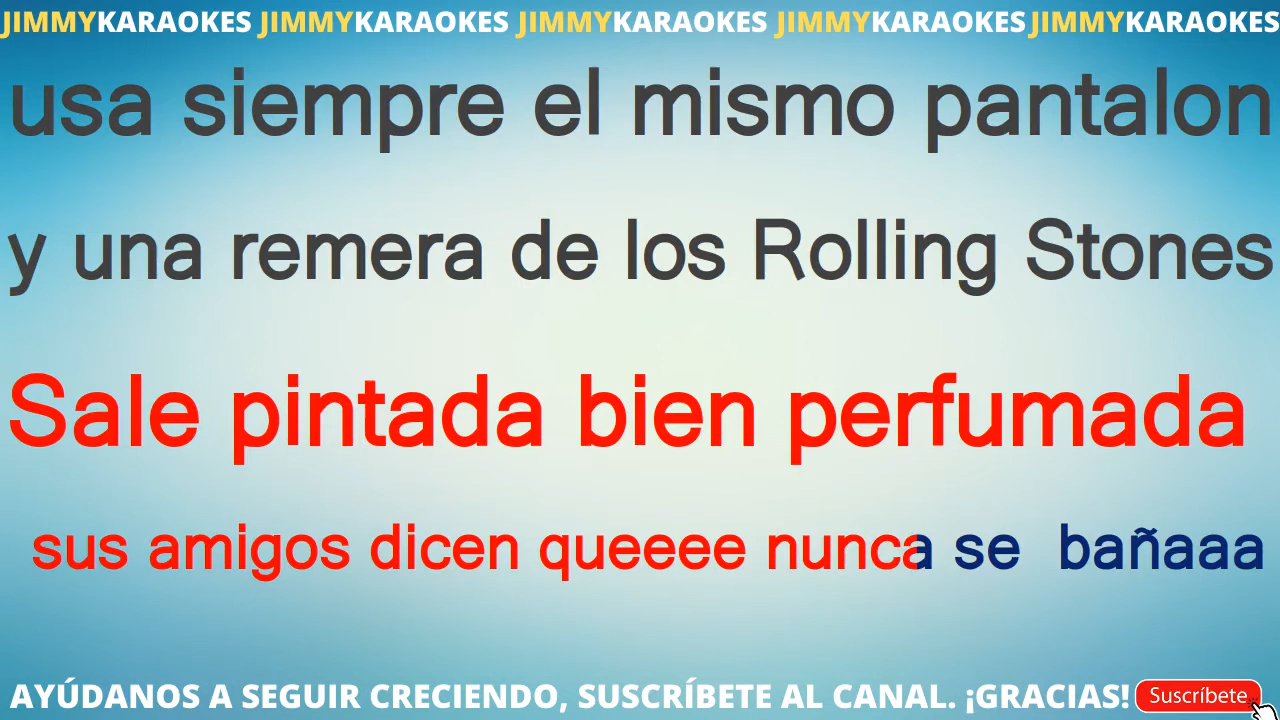 JIMMYKARAOKES JIMMYKARAOKES JIMMYKARAOKES JIMMYKARAOKES JIMMYKARAOKES
usa siempre el mismo pantalon
y una remera de los Rolling Stones
Sale pintada bien perfumada
sus amigos dicen queeee nunca se bañaaa
AYÚDANOS A SEGUIR CRECIENDO, SUSCRÍBETE AL CANAL. ¡GRACIAS! Suscríbete